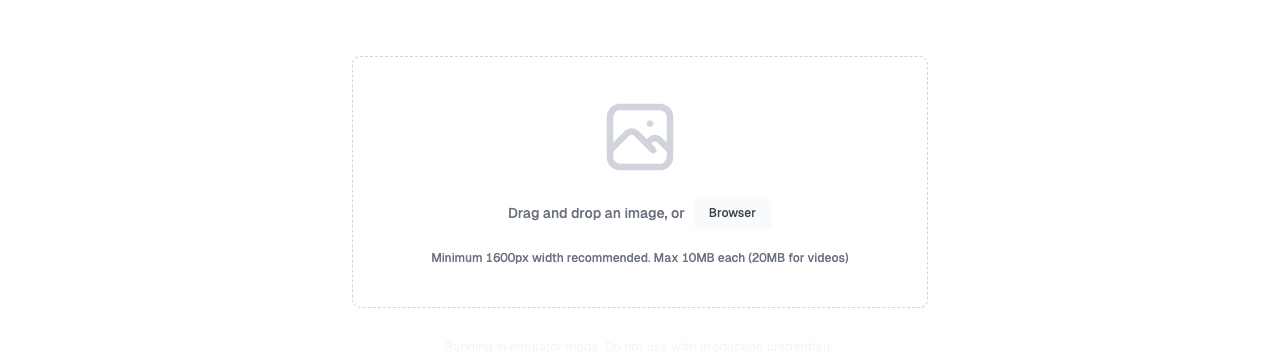 Drag and drop an image, or Browser
Minimum 1600px width recommended. Max 10MB each (20MB for videos)
Running in emulator mode. Do not use with production credentials.